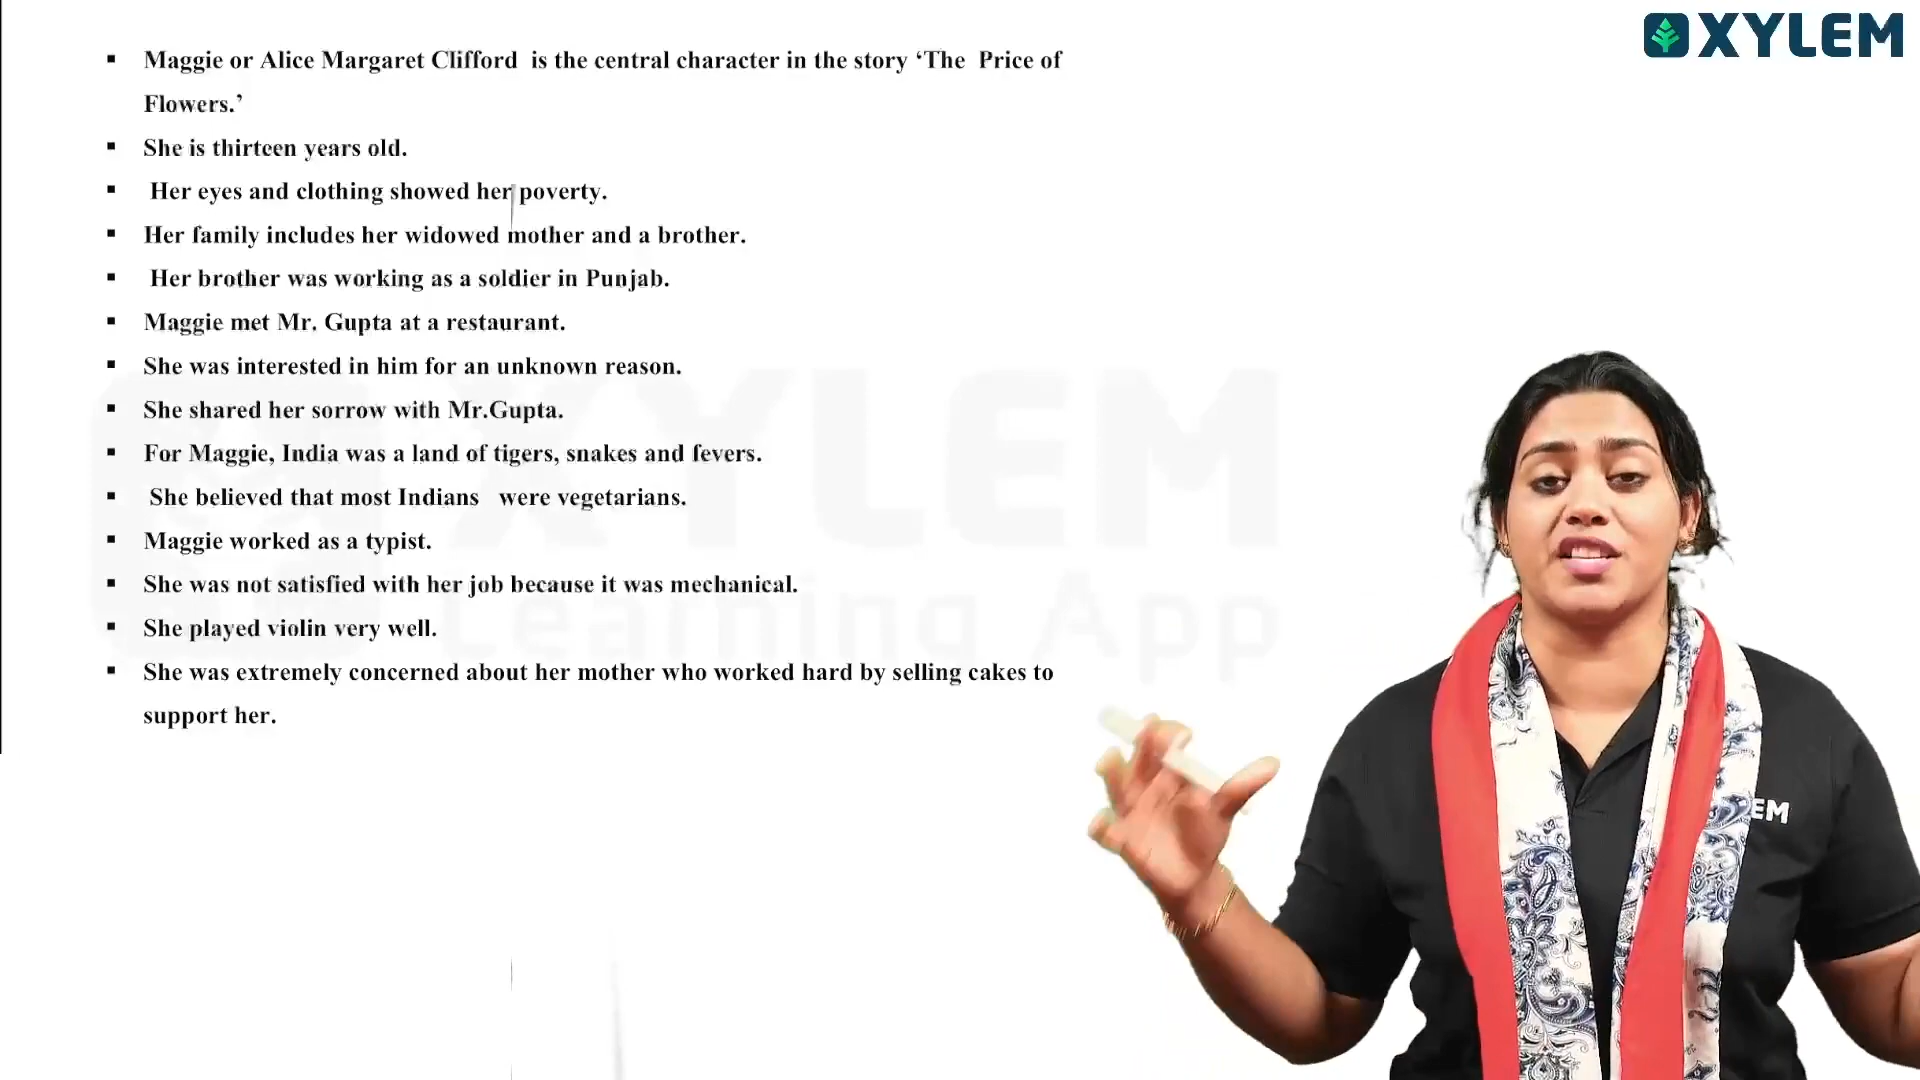 XYLEM
▪ Maggie or Alice Margaret Clifford is the central character in the story ‘The Price of
Flowers.’
▪ She is thirteen years old.
▪ Her eyes and clothing showed her poverty.
▪ Her family includes her widowed mother and a brother.
▪ Her brother was working as a soldier in Punjab.
▪ Maggie met Mr. Gupta at a restaurant.
▪ She was interested in him for an unknown reason.
▪ She shared her sorrow with Mr.Gupta.
▪ For Maggie, India was a land of tigers, snakes and fevers.
▪ She believed that most Indians were vegetarians.
▪ Maggie worked as a typist.
▪ She was not satisfied with her job because it was mechanical.
▪ She played violin very well.
▪ She was extremely concerned about her mother who worked hard by selling cakes to
support her.
XYLEM
Learning App
EM